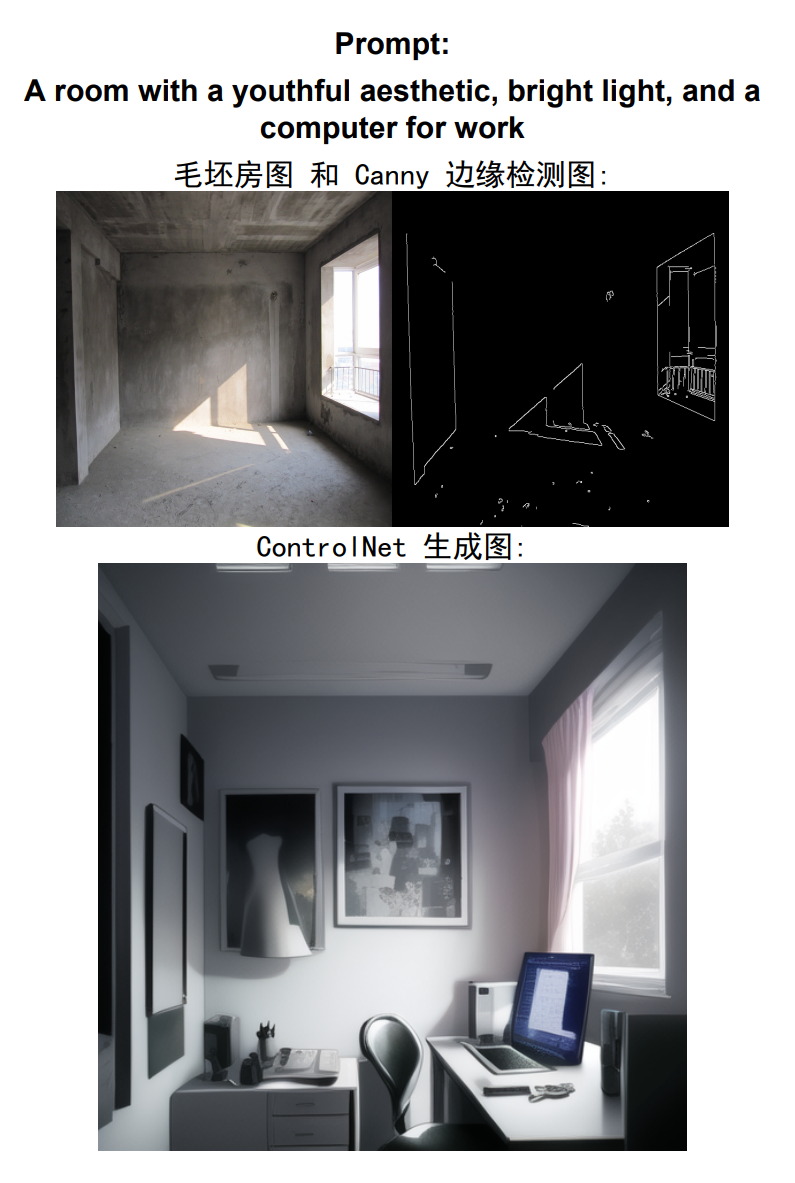 Prompt:
A room with a youthful aesthetic, bright light, and a
computer for work
毛坯房图 和 Canny 边缘检测图:
ControlNet 生成图: